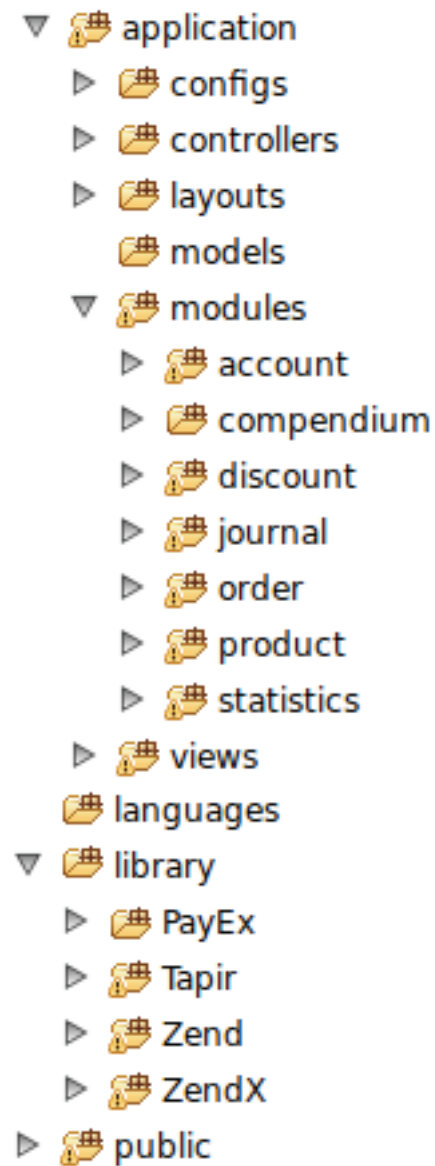 application
configs
controllers
layouts
models
modules
account
compendium
discount
journal
order
product
statistics
views
languages
library
PayEx
Tapir
Zend
ZendX
public